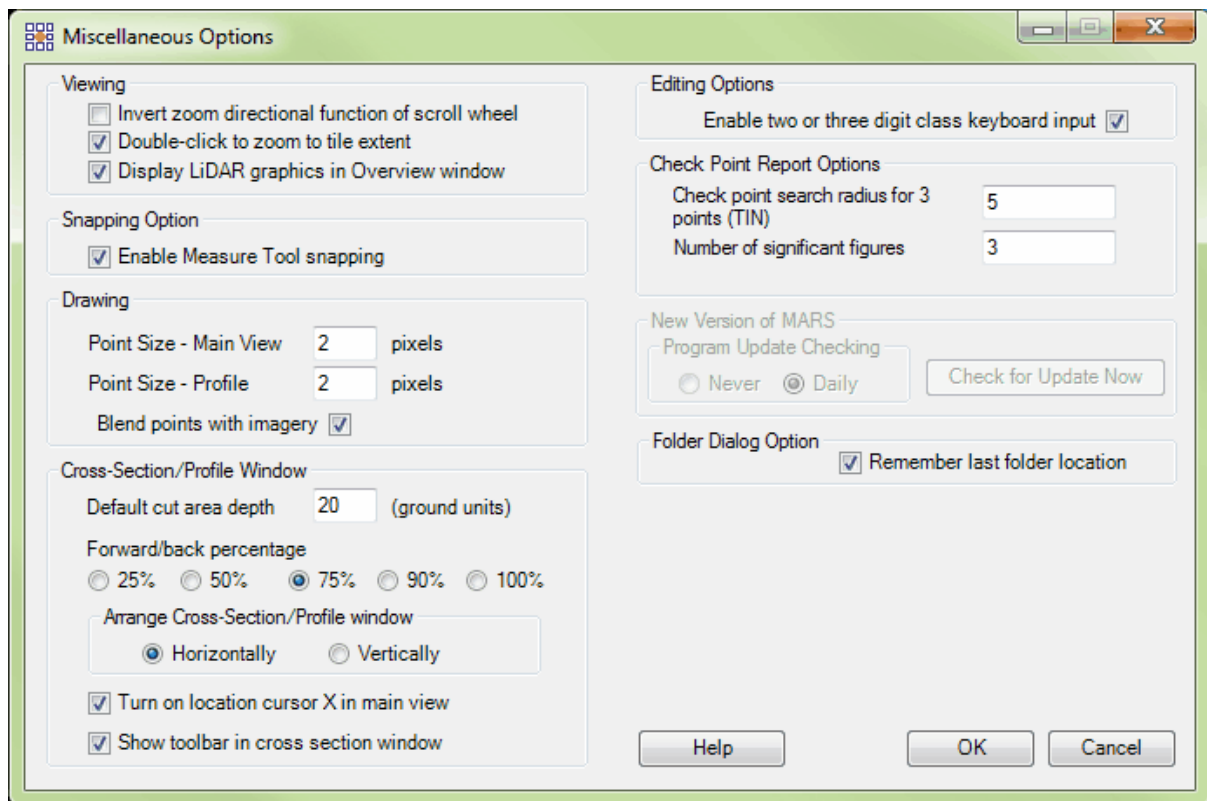 Miscellaneous Options
Viewing
Invert zoom directional function of scroll wheel
Double-click to zoom to tile extent
Display LiDAR graphics in Overview window
Snapping Option
Enable Measure Tool snapping
Drawing
Point Size - Main View 2 pixels
Point Size - Profile 2 pixels
Blend points with imagery
Cross-Section/Profile Window
Default cut area depth 20 (ground units)
Forward/back percentage
25% 50% 75% 90% 100%
Arrange Cross-Section/Profile window
Horizontally Vertically
Turn on location cursor X in main view
Show toolbar in cross section window
Editing Options
Enable two or three digit class keyboard input
Check Point Report Options
Check point search radius for 3
points (TIN) 5
Number of significant figures 3
New Version of MARS
Program Update Checking
Never Daily Check for Update Now
Folder Dialog Option
Remember last folder location
Help OK Cancel